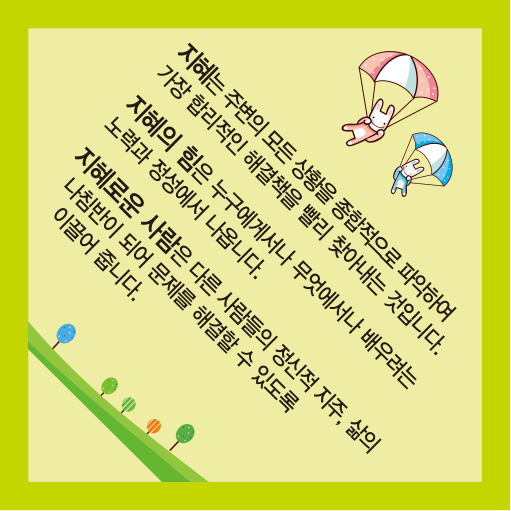 지혜는 주변의 모든 상황을 종합적으로 파악하여
가장 합리적인 해결책을 빨리 찾아내는 것입니다.
지혜의 힘은 누구에게서나 무엇에서나 배우려는
노력과 정성에서 나옵니다.
지혜로운 사람은 다른 사람들의 정신적 지주, 삶의
나침반이 되어 문제를 해결할 수 있도록
이끌어 줍니다.